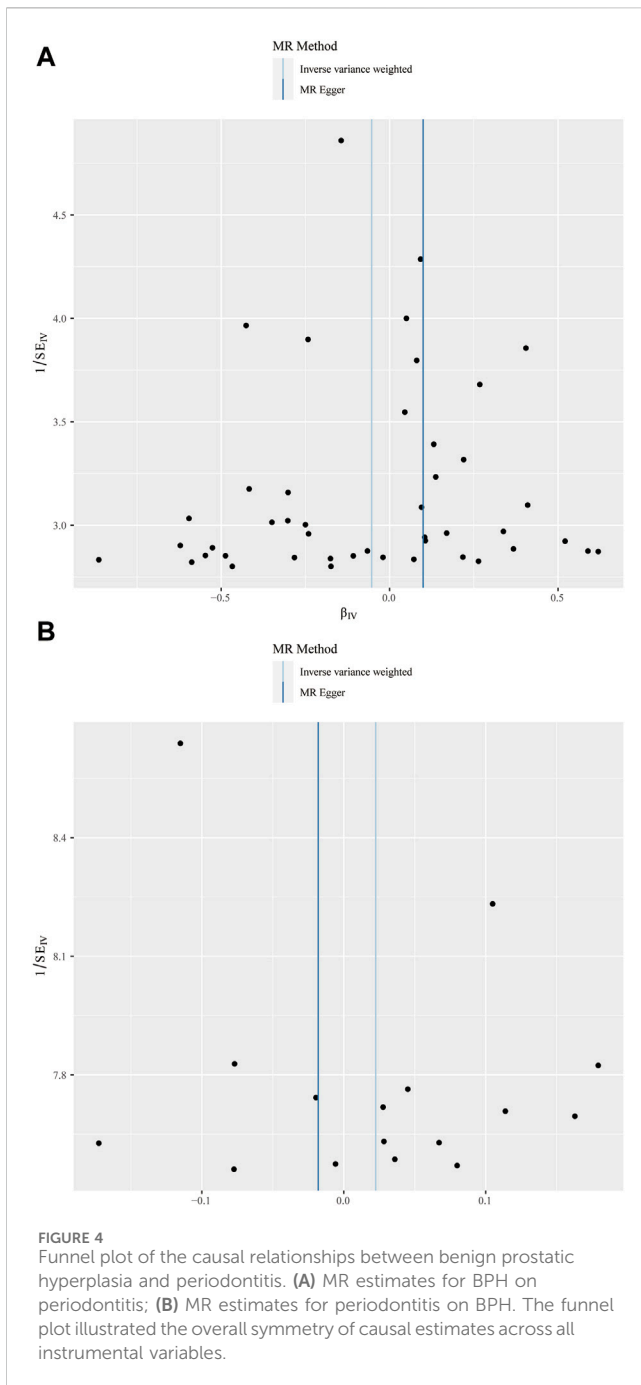 A
MR Method
Inverse variance weighted
MR Egger
4.5
4.0
3.5
3.0
1/SE_IV
−0.5
0.0
0.5
β_IV
B
MR Method
Inverse variance weighted
MR Egger
8.4
8.1
7.8
1/SE_IV
−0.1
0.0
0.1
FIGURE 4
Funnel plot of the causal relationships between benign prostatic
hyperplasia and periodontitis. (A) MR estimates for BPH on
periodontitis; (B) MR estimates for periodontitis on BPH. The funnel
plot illustrated the overall symmetry of causal estimates across all
instrumental variables.